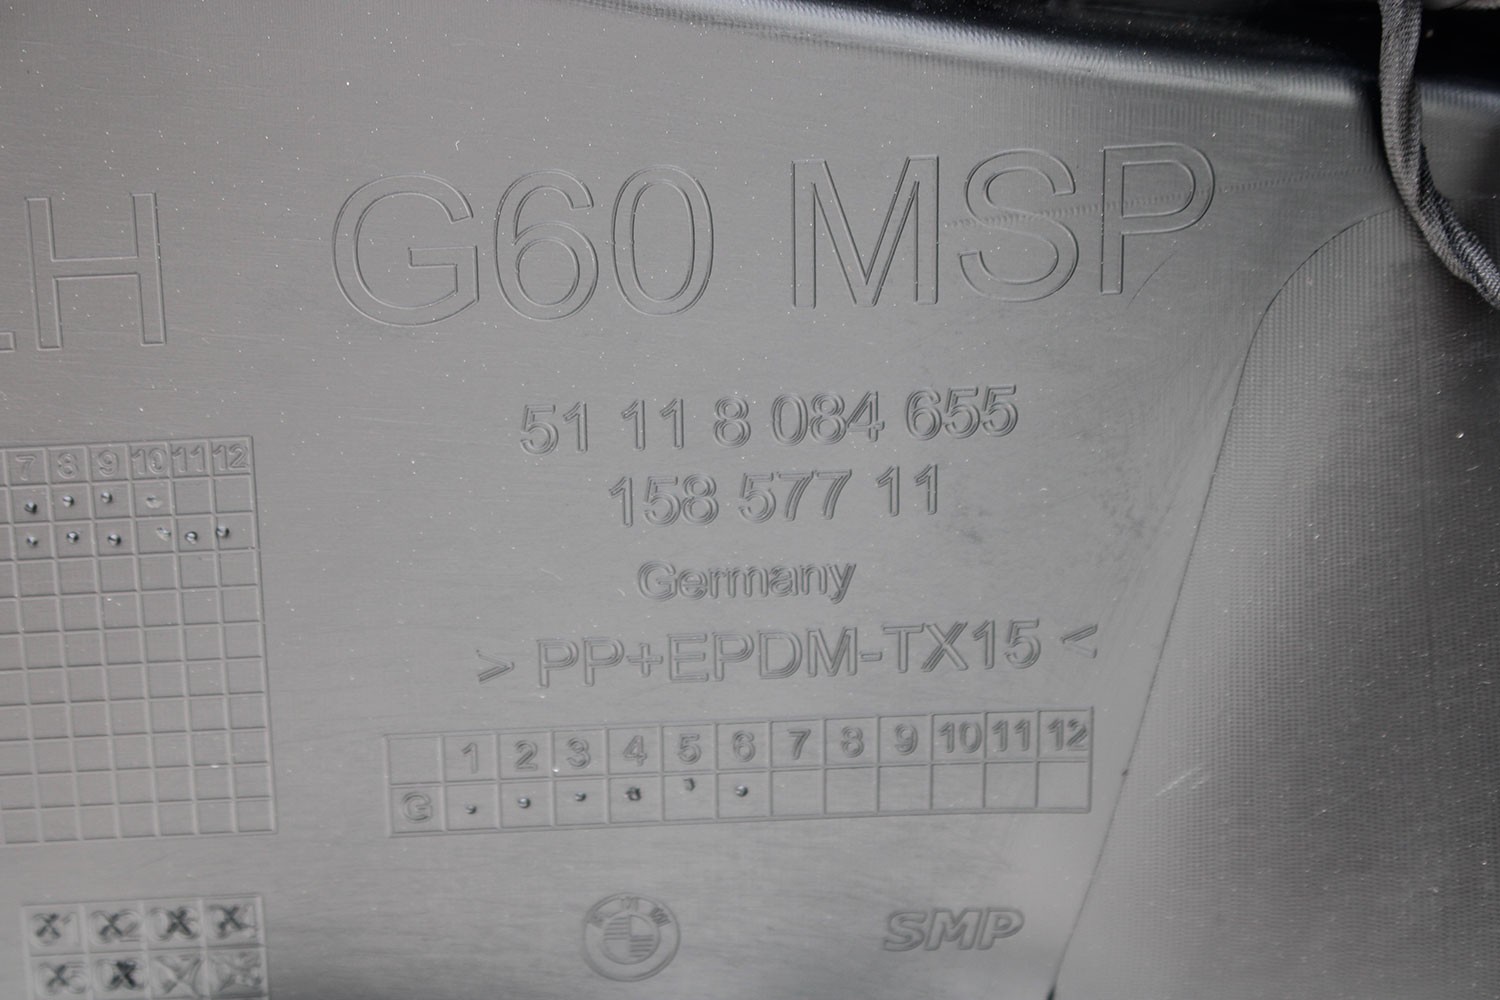 LH G60 MSP
51 11 8 084 655
158 577 11
Germany
> PP+EPDM-TX15 <
7 8 9 10 11 12
1 2 3 4 5 6 7 8 9 10 11 12
G
SMP